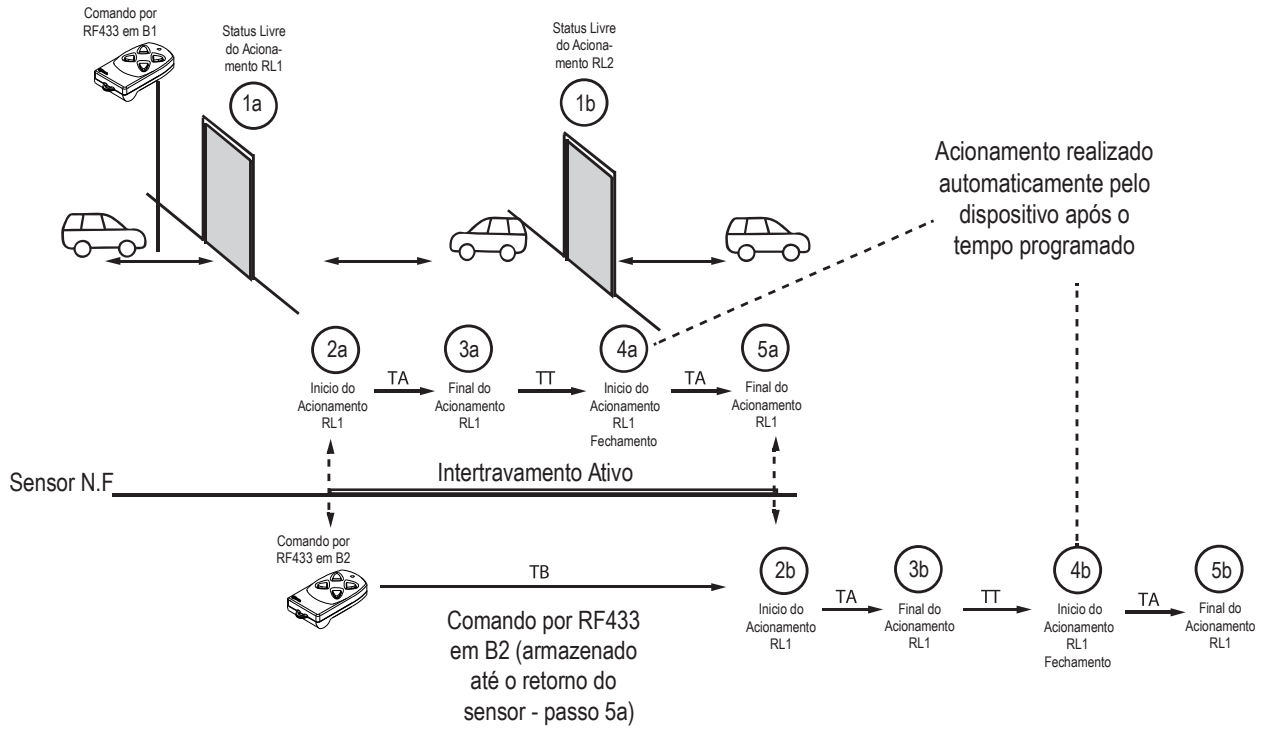 Comando por
RF433 em B1
Status Livre
do Aciona-
mento RL1
1a
Status Livre
do Aciona-
mento RL2
1b
Acionamento realizado
automaticamente pelo
dispositivo após o
tempo programado
2a
Inicio do
Acionamento
RL1
TA
3a
Final do
Acionamento
RL1
TT
4a
Inicio do
Acionamento
RL1
Fechamento
TA
5a
Final do
Acionamento
RL1
Sensor N.F
Intertravamento Ativo
Comando por
RF433 em B2
TB
Comando por RF433
em B2 (armazenado
até o retorno do
sensor - passo 5a)
2b
Inicio do
Acionamento
RL1
TA
3b
Final do
Acionamento
RL1
TT
4b
Inicio do
Acionamento
RL1
Fechamento
TA
5b
Final do
Acionamento
RL1